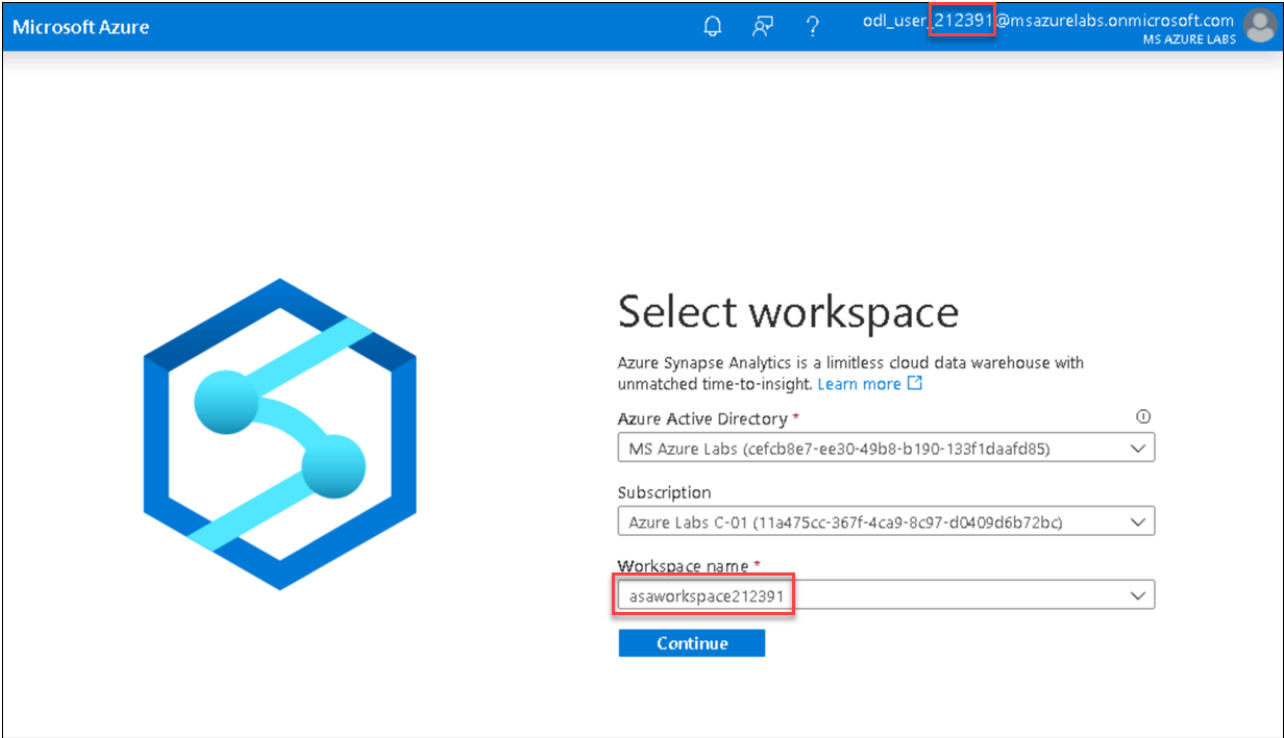 Microsoft Azure
odl_user_212391@msazurelabs.onmicrosoft.com
MS AZURE LABS
Select workspace
Azure Synapse Analytics is a limitless cloud data warehouse with
unmatched time-to-insight. Learn more
Azure Active Directory *
MS Azure Labs (cefcb8e7-ee30-49b8-b190-133f1daafd85)
Subscription
Azure Labs C-01 (11a475cc-367f-4ca9-8c97-d0409d6b72bc)
Workspace name *
asaworkspace212391
Continue